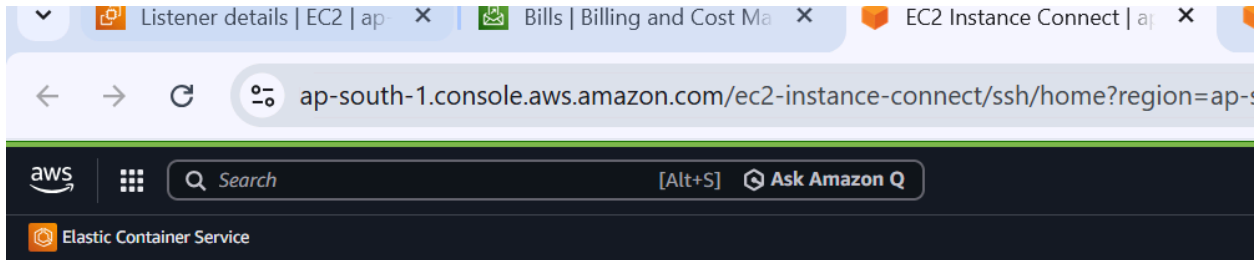 Listener details | EC2 | ap- Bills | Billing and Cost Ma EC2 Instance Connect | ap
ap-south-1.console.aws.amazon.com/ec2-instance-connect/ssh/home?region=ap-s
aws Search [Alt+S] Ask Amazon Q
Elastic Container Service